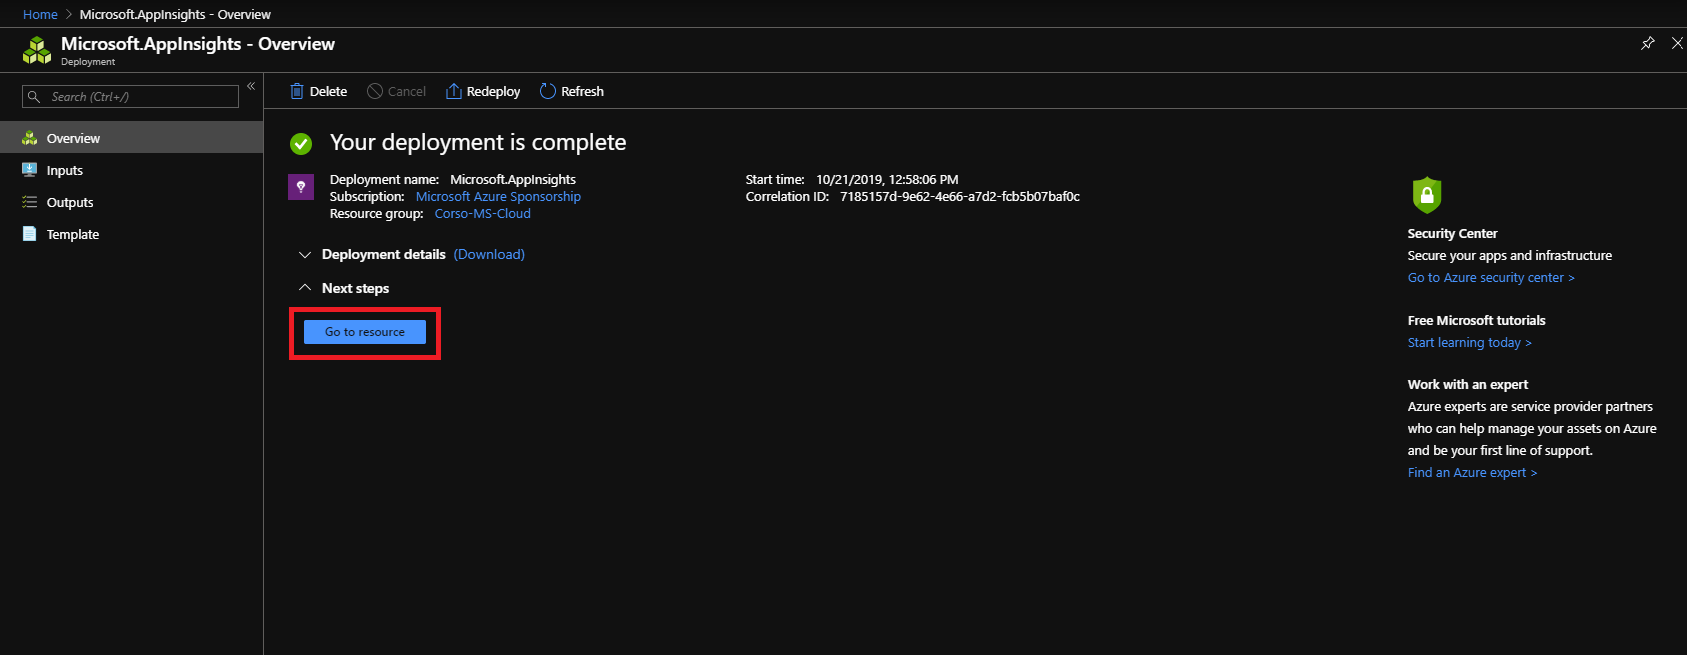 Home > Microsoft.AppInsights - Overview
Microsoft.AppInsights - Overview
Deployment
Search (Ctrl+/)
«
Overview
Inputs
Outputs
Template
Delete
Cancel
Redeploy
Refresh
Your deployment is complete
Deployment name: Microsoft.AppInsights
Subscription: Microsoft Azure Sponsorship
Resource group: Corso-MS-Cloud
Start time: 10/21/2019, 12:58:06 PM
Correlation ID: 7185157d-9e62-4e66-a7d2-fcb5b07baf0c
Deployment details (Download)
Next steps
Go to resource
Security Center
Secure your apps and infrastructure
Go to Azure security center >
Free Microsoft tutorials
Start learning today >
Work with an expert
Azure experts are service provider partners
who can help manage your assets on Azure
and be your first line of support.
Find an Azure expert >